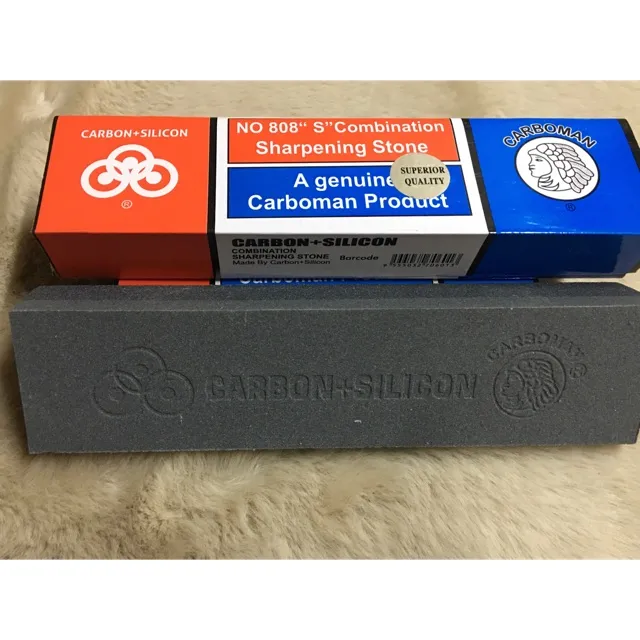 CARBON+SILICON
®
NO 808" S"Combination
Sharpening Stone
SUPERIOR
QUALITY
A genuine
Carboman Product
CARBOMAN
®
CARBON+SILICON
COMBINATION
SHARPENING STONE Barcode
Made By Carbon+Silicon
CARBON+SILICON
CARBOMAN